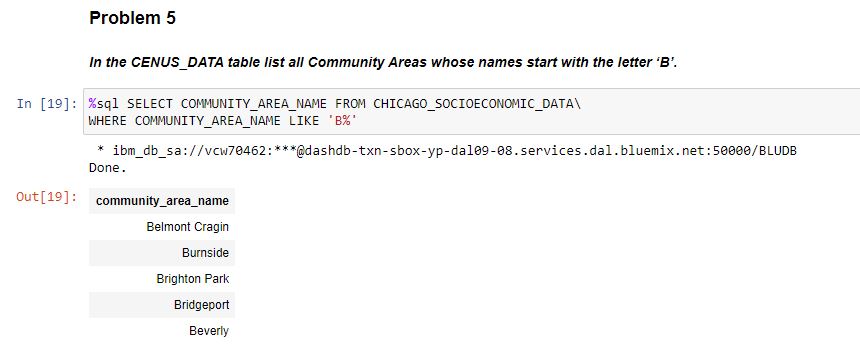 Problem 5
In the CENUS_DATA table list all Community Areas whose names start with the letter ‘B’.
In [19]: %sql SELECT COMMUNITY_AREA_NAME FROM CHICAGO_SOCIOECONOMIC_DATA\
WHERE COMMUNITY_AREA_NAME LIKE 'B%'
* ibm_db_sa://vcw70462:***@dashdb-txn-sbox-yp-dal09-08.services.dal.bluemix.net:50000/BLUDB
Done.
Out[19]: community_area_name
Belmont Cragin
Burnside
Brighton Park
Bridgeport
Beverly